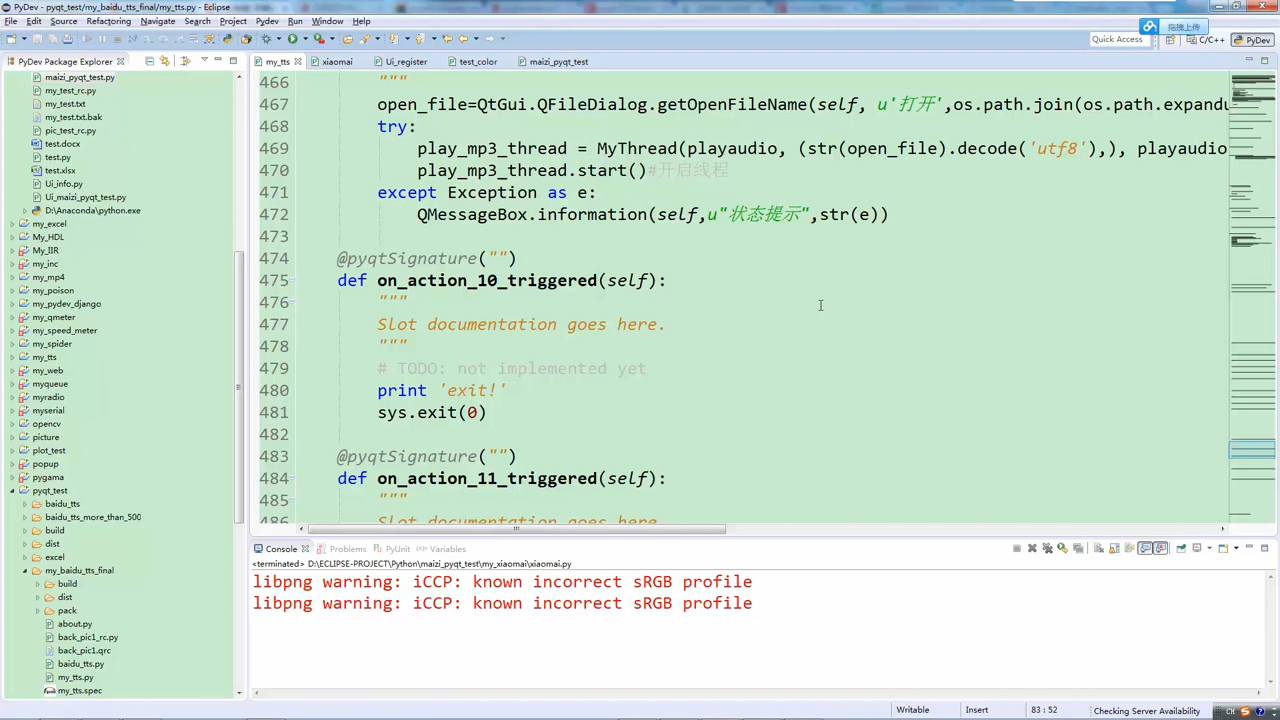 PyDev - pyqt_test/my_baidu_tts_final/my_tts.py - Eclipse
File Edit Source Refactoring Navigate Search Project Pydev Run Window Help
拖拽上传
Quick Access
C/C++
PyDev
PyDev Package Explorer
maizi_pyqt_test.py
my_test_rc.py
my_test.txt
my_test.txt.bak
pic_test_rc.py
test.docx
test.py
test.xlsx
Ui_info.py
Ui_maizi_pyqt_test.py
D:\Anaconda\python.exe
my_excel
My_HDL
My_IIR
my_inc
my_mp4
my_poison
my_pydev_django
my_qmeter
my_speed_meter
my_spider
my_tts
my_web
myqueue
myradio
myserial
opencv
picture
plot_test
popup
pygama
pyqt_test
baidu_tts
baidu_tts_more_than_500
build
dist
excel
my_baidu_tts_final
build
dist
pack
about.py
back_pic1_rc.py
back_pic1.qrc
baidu_tts.py
my_tts.py
my_tts.spec
my_tts xiaomai Ui_register test_color maizi_pyqt_test
466 """
467 open_file=QtGui.QFileDialog.getOpenFileName(self, u'打开',os.path.join(os.path.expandu
468 try:
469 play_mp3_thread = MyThread(playaudio, (str(open_file).decode('utf8'),), playaudio
470 play_mp3_thread.start()#开启线程
471 except Exception as e:
472 QMessageBox.information(self,u"状态提示",str(e))
473
474 @pyqtSignature("")
475 def on_action_10_triggered(self):
476 """
477 Slot documentation goes here.
478 """
479 # TODO: not implemented yet
480 print 'exit!'
481 sys.exit(0)
482
483 @pyqtSignature("")
484 def on_action_11_triggered(self):
485 """
486 Slot documentation goes here.
Console Problems PyUnit Variables
<terminated> D:\ECLIPSE-PROJECT\Python\maizi_pyqt_test\my_xiaomai\xiaomai.py
libpng warning: iCCP: known incorrect sRGB profile
libpng warning: iCCP: known incorrect sRGB profile
Writable Insert 83 : 52 Checking Server Availability
CH